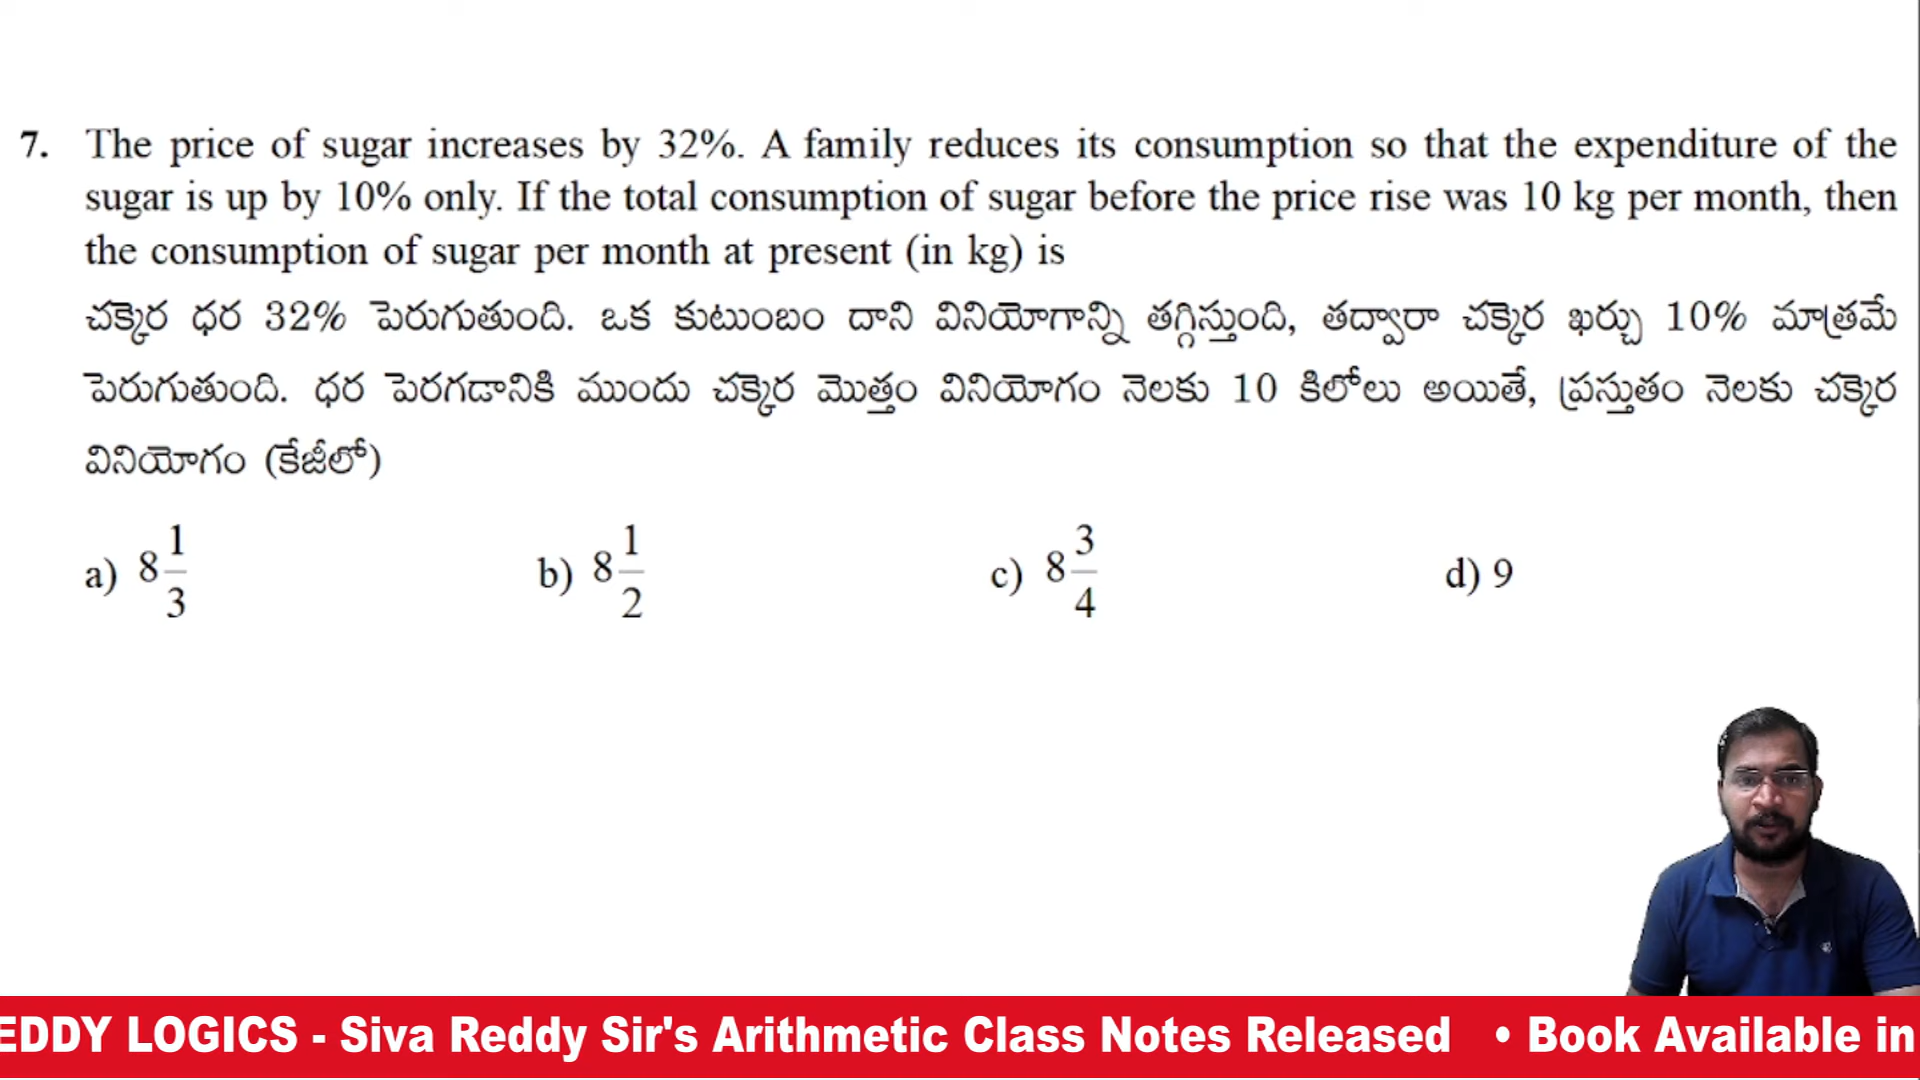 7. The price of sugar increases by 32%. A family reduces its consumption so that the expenditure of the
sugar is up by 10% only. If the total consumption of sugar before the price rise was 10 kg per month, then
the consumption of sugar per month at present (in kg) is
చక్కెర ధర 32% పెరుగుతుంది. ఒక కుటుంబం దాని వినియోగాన్ని తగ్గిస్తుంది, తద్వారా చక్కెర ఖర్చు 10% మాత్రమే
పెరుగుతుంది. ధర పెరగడానికి ముందు చక్కెర మొత్తం వినియోగం నెలకు 10 కిలోలు అయితే, ప్రస్తుతం నెలకు చక్కెర
వినియోగం (కేజీలో)
a) 8 1/3 b) 8 1/2 c) 8 3/4 d) 9
EDDY LOGICS - Siva Reddy Sir's Arithmetic Class Notes Released • Book Available in